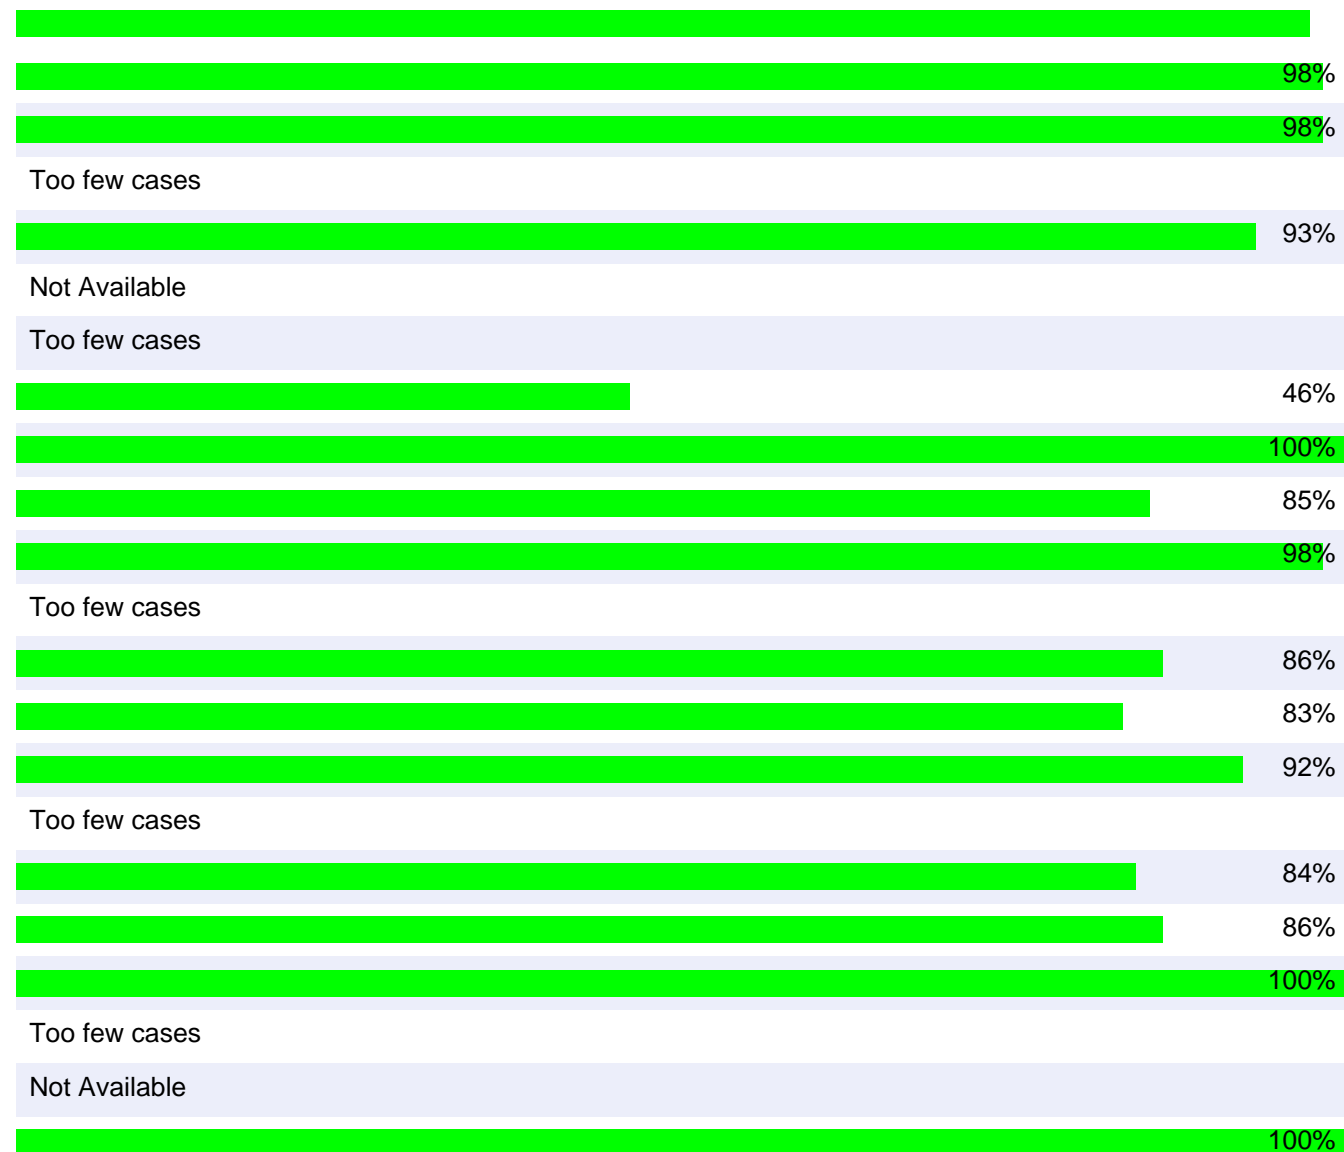 98%
98%
Too few cases
93%
Not Available
Too few cases
46%
100%
85%
98%
Too few cases
86%
83%
92%
Too few cases
84%
86%
100%
Too few cases
Not Available
100%